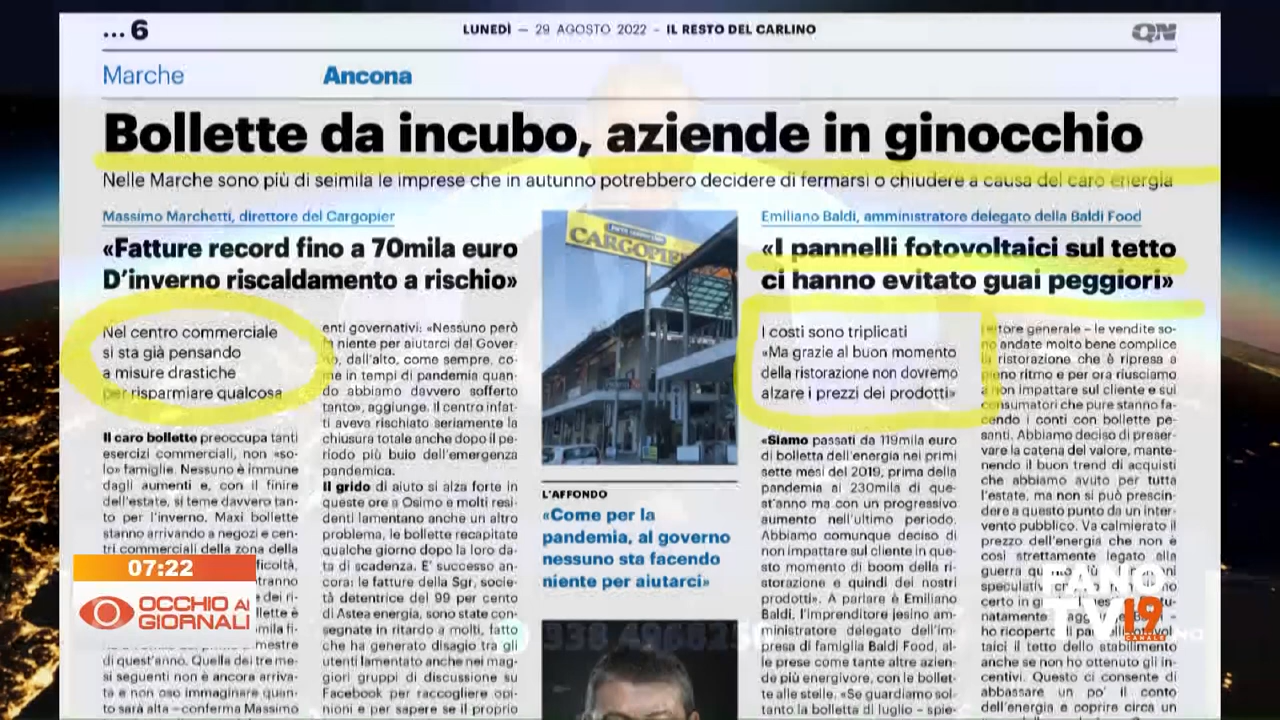 ... 6
LUNEDÌ — 29 AGOSTO 2022 – IL RESTO DEL CARLINO
QN
Marche
Ancona
Bollette da incubo, aziende in ginocchio
Nelle Marche sono più di seimila le imprese che in autunno potrebbero decidere di fermarsi o chiudere a causa del caro energia
Massimo Marchetti, direttore del Cargopier
«Fatture record fino a 70mila euro
D'inverno riscaldamento a rischio»
Nel centro commerciale
si sta già pensando
a misure drastiche
per risparmiare qualcosa
Il caro bollette preoccupa tanti
esercizi commerciali, non «so-
lo» famiglie. Nessuno è immune
dagli aumenti e, con il finire
dell'estate, si teme davvero tan-
to per l'inverno. Maxi bollette
stanno arrivando a negozi e cen-
tri commerciali della zona della
di quest'anno. Quella dei tre me-
si seguenti non è ancora arriva-
ta e non oso immaginare quan-
to sarà alta – conferma Massimo
enti governativi: «Nessuno però
fa niente per aiutarci dal Gover-
no, dall'alto, come sempre, co-
me in tempi di pandemia quan-
do abbiamo davvero sofferto
tanto», aggiunge. Il centro infat-
ti aveva rischiato seriamente la
chiusura totale anche dopo il pe-
riodo più buio dell'emergenza
pandemica.
Il grido di aiuto si alza forte in
queste ore a Osimo e molti resi-
denti lamentano anche un altro
problema, le bollette recapitate
qualche giorno dopo la loro da-
ta di scadenza. E' successo an-
cora: le fatture della Sgr, socie-
tà detentrice del 99 per cento
di Astea energia, sono state con-
segnate in ritardo a molti, fatto
che ha generato disagio tra gli
utenti lamentato anche nei mag-
giori gruppi di discussione su
Facebook per raccogliere opi-
nioni e per sapere se il proprio
CARGOPIER
L'AFFONDO
«Come per la
pandemia, al governo
nessuno sta facendo
niente per aiutarci»
Emiliano Baldi, amministratore delegato della Baldi Food
«I pannelli fotovoltaici sul tetto
ci hanno evitato guai peggiori»
I costi sono triplicati
«Ma grazie al buon momento
della ristorazione non dovremo
alzare i prezzi dei prodotti»
«Siamo passati da 119mila euro
di bolletta dell'energia nei primi
sette mesi del 2019, prima della
pandemia ai 230mila di que-
st'anno ma con un progressivo
aumento nell'ultimo periodo.
Abbiamo comunque deciso di
non impattare sul cliente in que-
sto momento di boom della ri-
storazione e quindi dei nostri
prodotti». A parlare è Emiliano
Baldi, l'imprenditore jesino am-
ministratore delegato dell'im-
presa di famiglia Baldi Food, al-
le prese come tante altre azien-
de più energivore, con le bollet-
te alle stelle. «Se guardiamo sol-
tanto la bolletta di luglio – spie-
rettore generale – le vendite so-
no andate molto bene complice
la ristorazione che è ripresa a
pieno ritmo e per ora riusciamo
a non impattare sul cliente e sui
consumatori che pure stanno fa-
cendo i conti con bollette pe-
santi. Abbiamo deciso di preser-
vare la catena del valore, mante-
nendo il buon trend di acquisti
che abbiamo avuto per tutta
l'estate, ma non si può prescin-
dere a questo punto da un inter-
vento pubblico. Va calmierato il
prezzo dell'energia che non è
così strettamente legato alla
taici il tetto dello stabilimento
anche se non ho ottenuto gli in-
centivi. Questo ci consente di
abbassare un po' il conto
dell'energia e coprire circa un
07:22
OCCHIO AI
GIORNALI
FANO
TV 19
CANALE